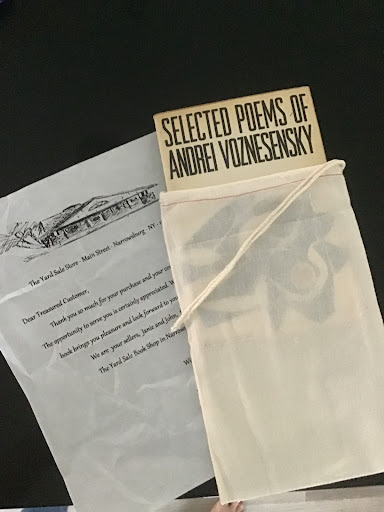 SELECTED POEMS OF
ANDREI VOZNESENSKY
The Yard Sale Store - Main Street - Narrowsburg, NY -
Dear Treasured Customer,
Thank you so much for your purchase and your
The opportunity to serve you is certainly appreciated.
book brings you pleasure and look forward to
We are your sellers, Janie and John,
The Yard Sale Book Shop in